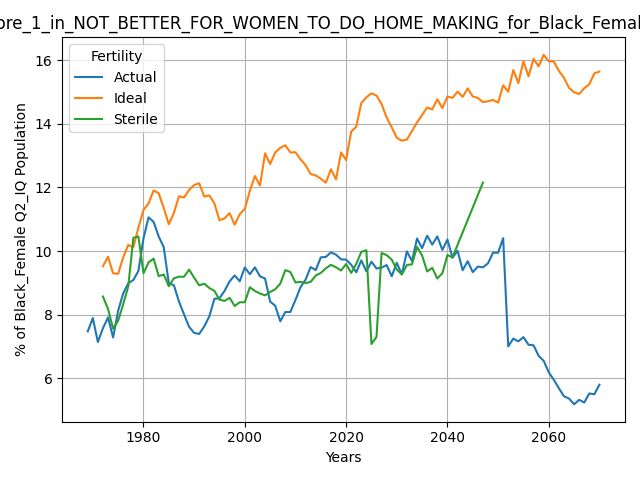 ore_1_in_NOT_BETTER_FOR_WOMEN_TO_DO_HOME_MAKING_for_Black_Femal
Fertility
Actual
Ideal
Sterile
% of Black_Female Q2_IQ Population
16
14
12
10
8
6
1980
2000
2020
2040
2060
Years